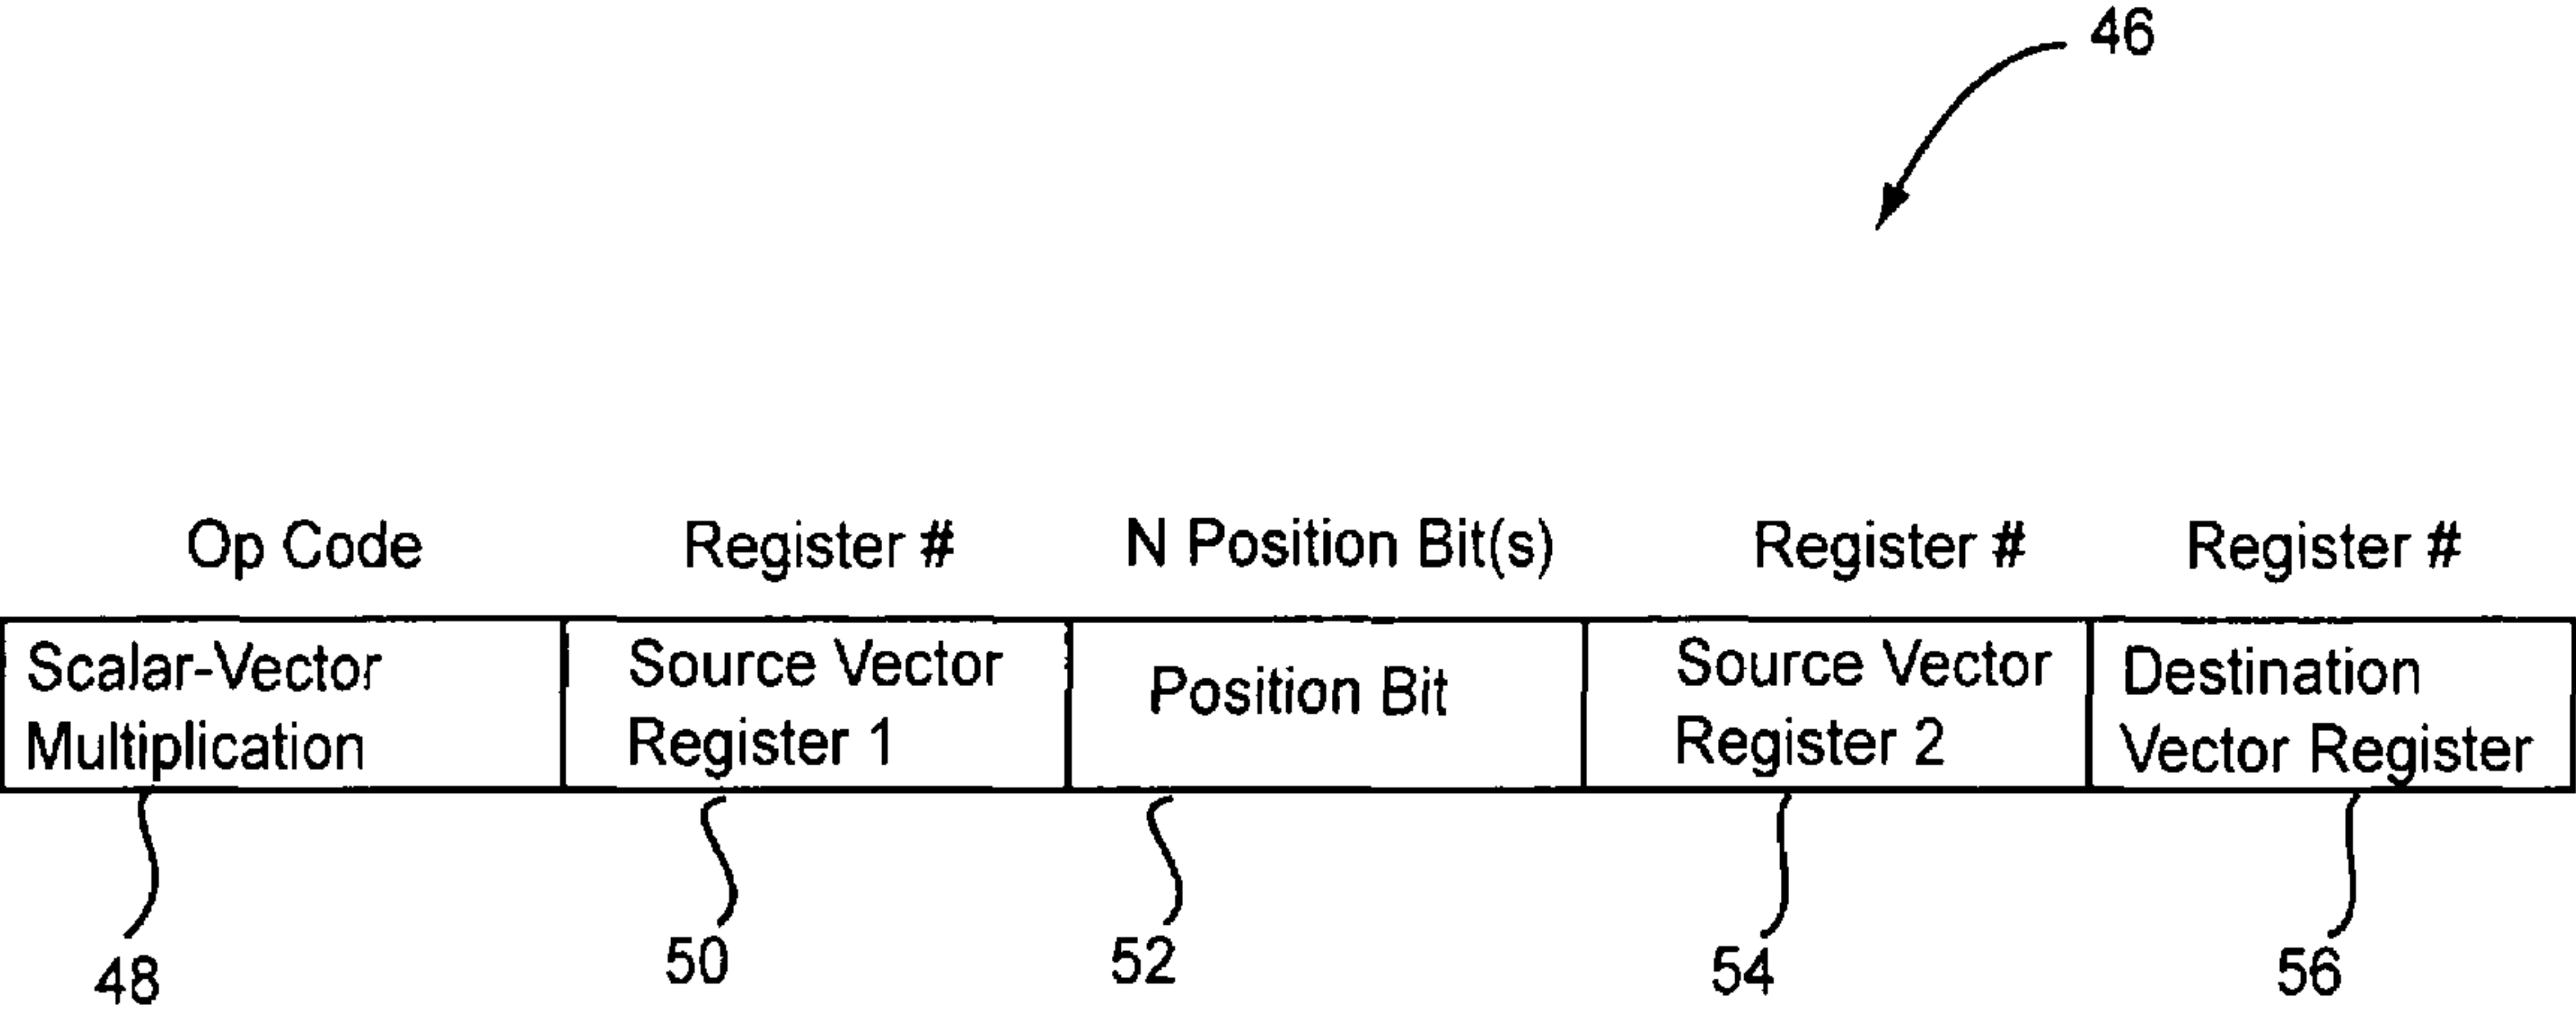 46
Op Code Register # N Position Bit(s) Register # Register #
Scalar-Vector Multiplication
Source Vector Register 1
Position Bit
Source Vector Register 2
Destination Vector Register
48 50 52 54 56